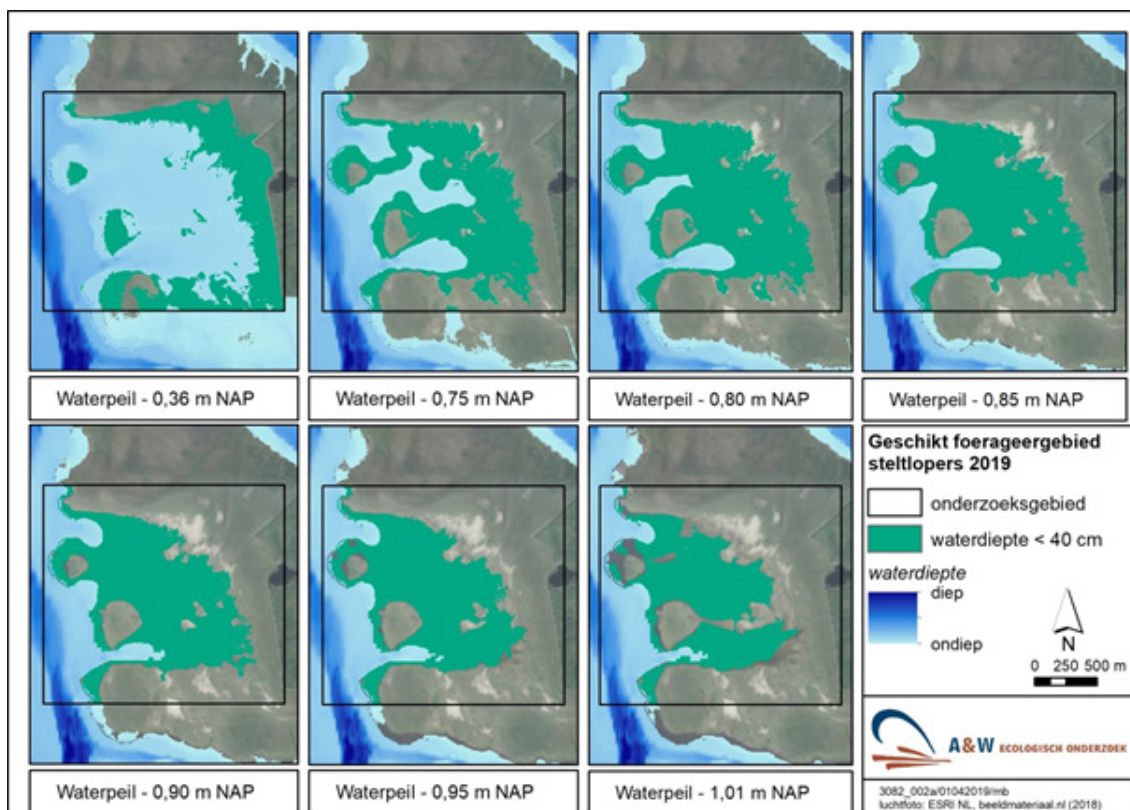 Waterpeil - 0,36 m NAP
Waterpeil - 0,75 m NAP
Waterpeil - 0,80 m NAP
Waterpeil - 0,85 m NAP
Waterpeil - 0,90 m NAP
Waterpeil - 0,95 m NAP
Waterpeil - 1,01 m NAP
Geschikt foerageergebied
steltlopers 2019
onderzoeksgebied
waterdiepte < 40 cm
waterdiepte
diep
ondiep
N
0 250 500 m
A&W ECOLOGISCH ONDERZOEK
3082_002a/01042019/mb
luchtfoto: ESRI NL, beeldmateriaal.nl (2018)